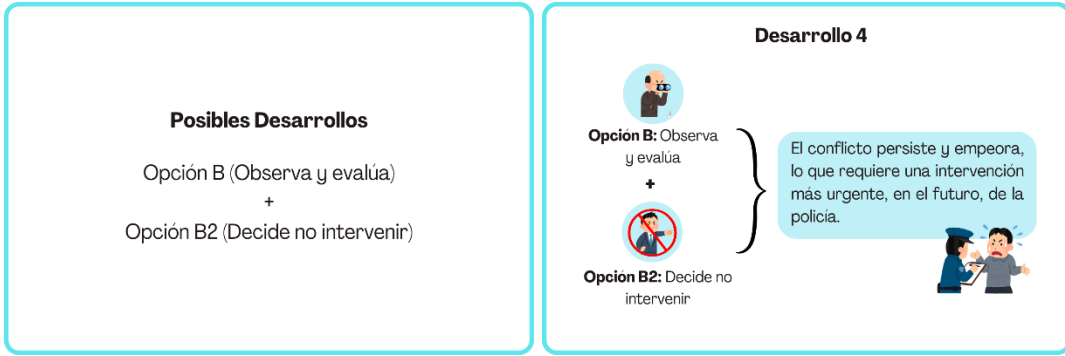 Posibles Desarrollos
Opción B (Observa y evalúa)
+
Opción B2 (Decide no intervenir)
Desarrollo 4
Opción B: Observa
y evalúa
+
Opción B2: Decide no
intervenir
El conflicto persiste y empeora,
lo que requiere una intervención
más urgente, en el futuro, de la
policía.